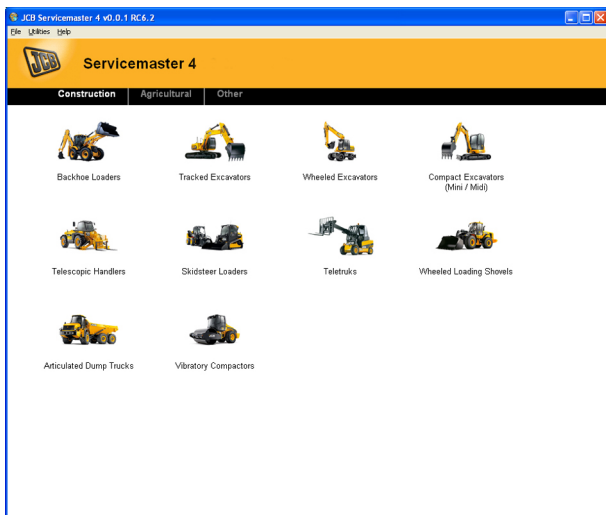 JCB Servicemaster 4 v0.0.1 RC6.2
File Utilities Help
JCB
Servicemaster 4
Construction Agricultural Other
Backhoe Loaders Tracked Excavators Wheeled Excavators Compact Excavators
(Mini / Midi)
Telescopic Handlers Skidsteer Loaders Teletruks Wheeled Loading Shovels
Articulated Dump Trucks Vibratory Compactors